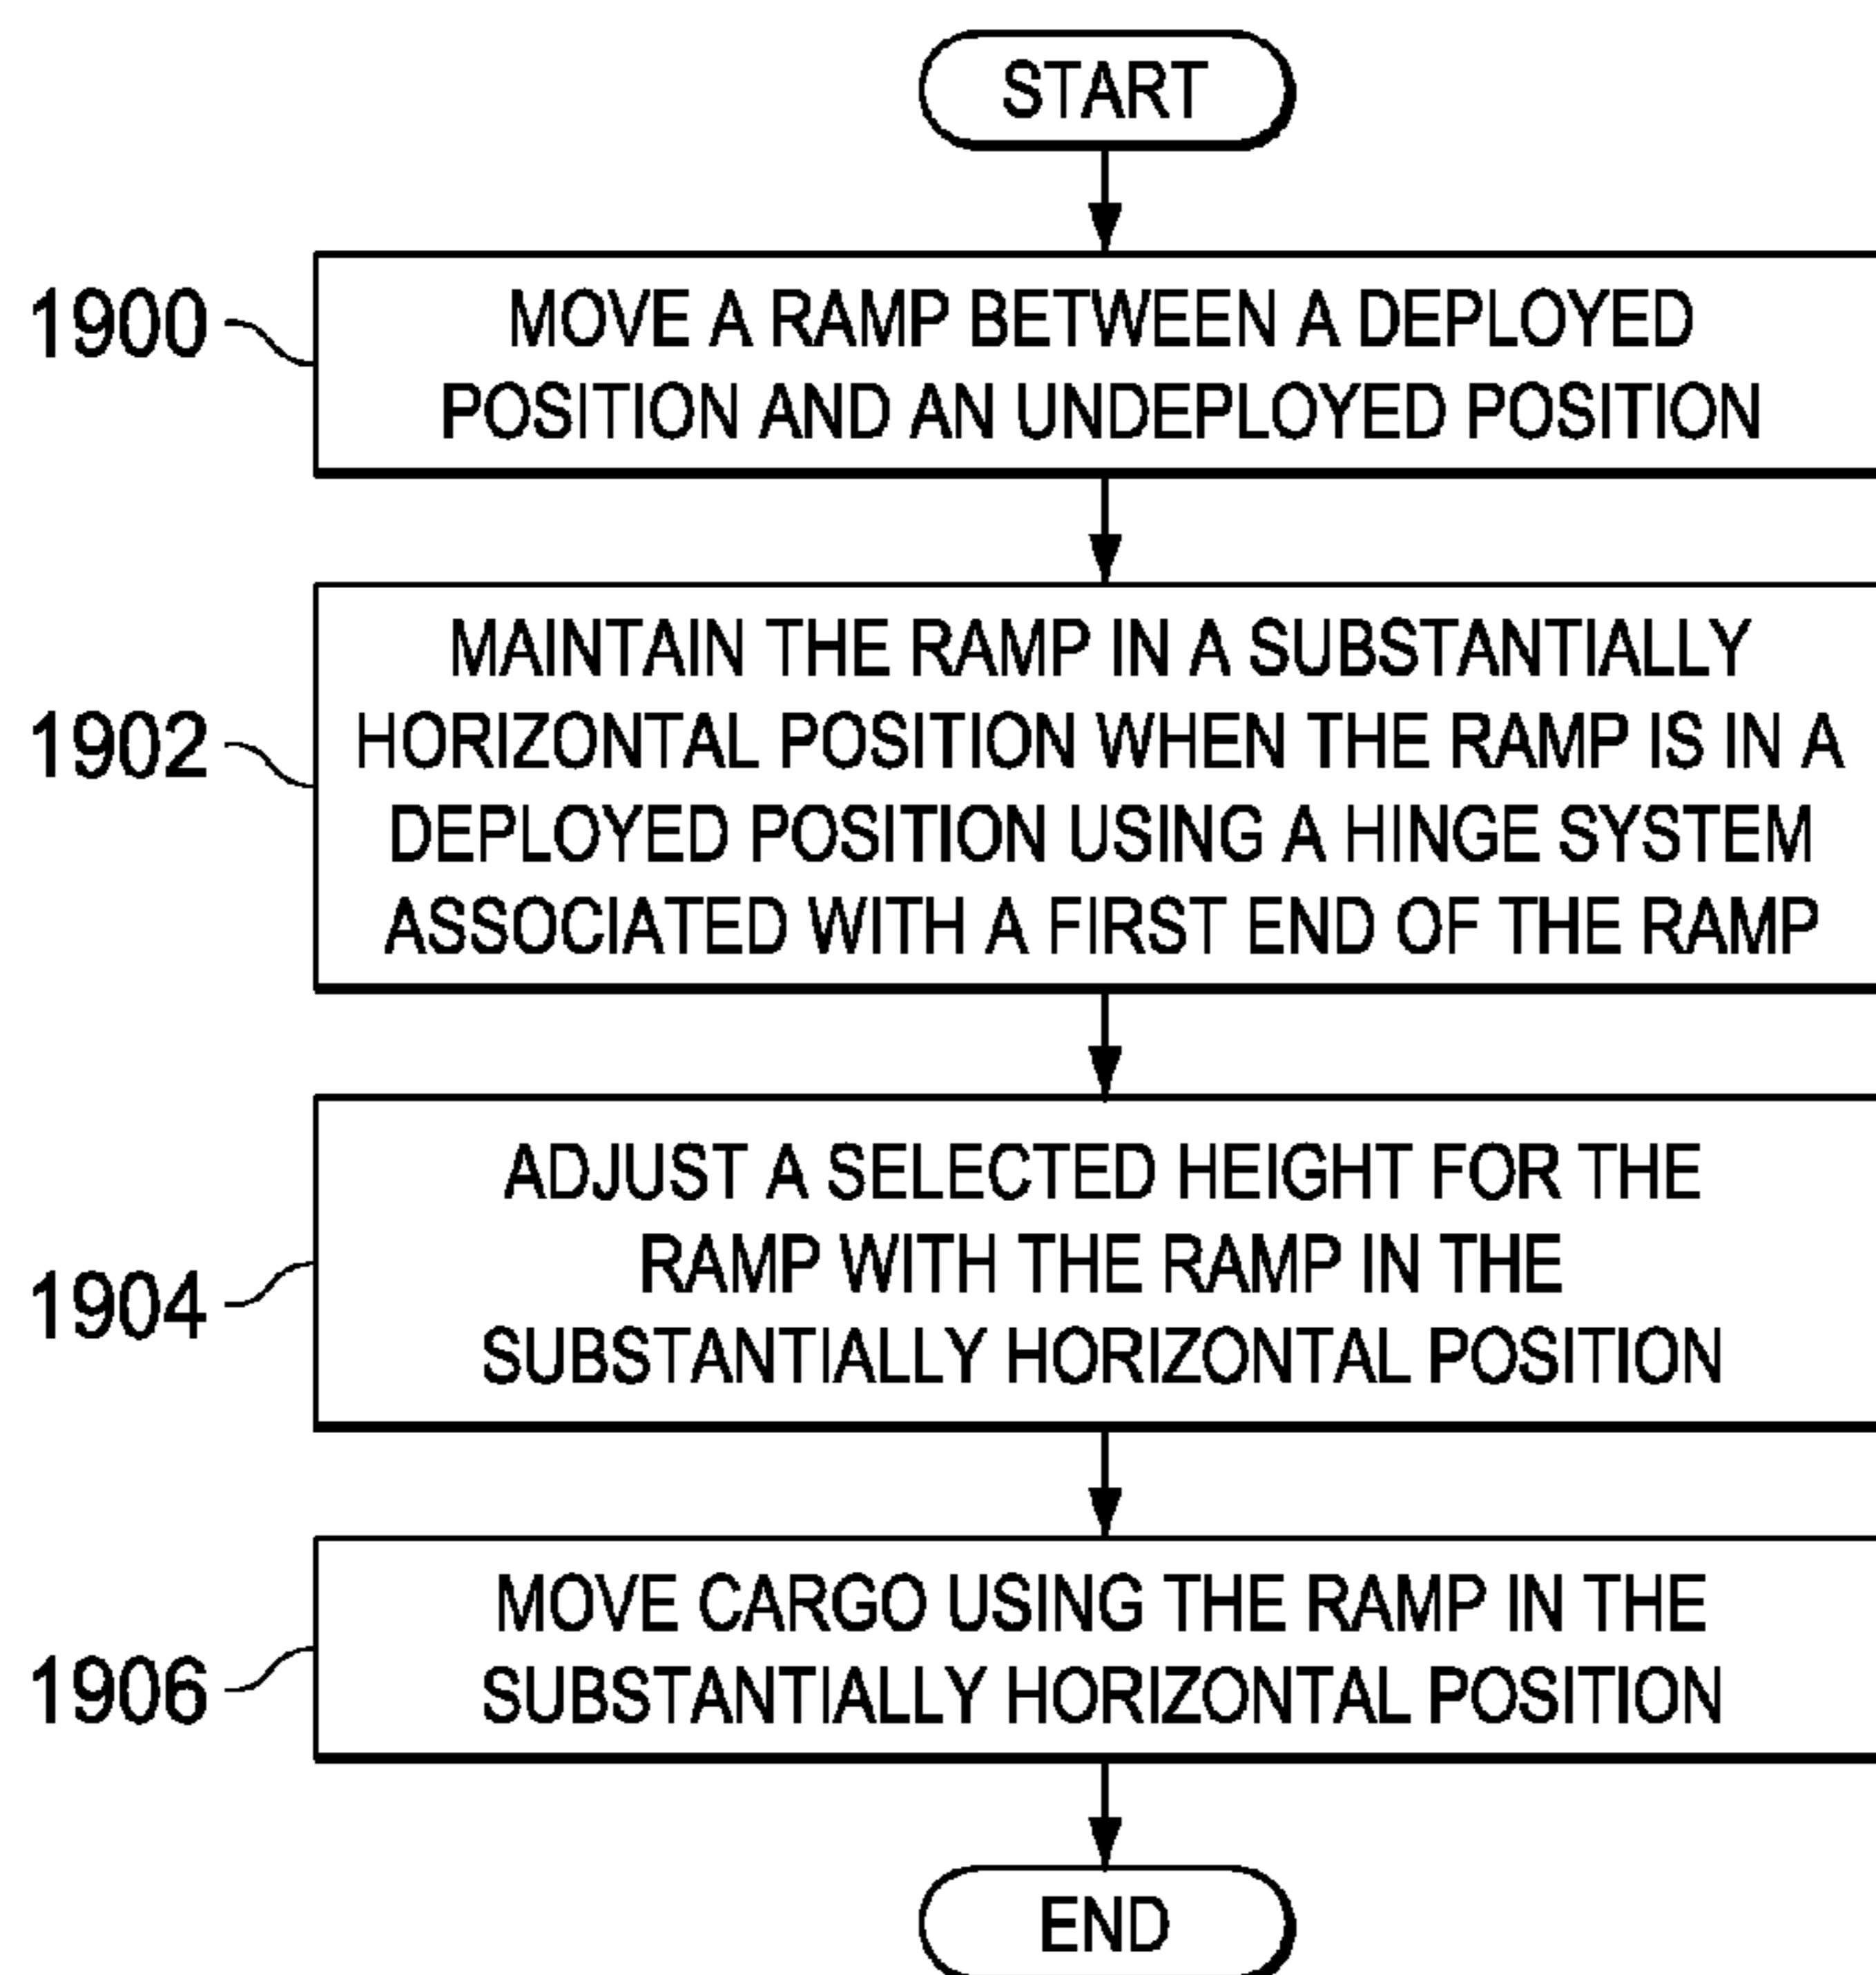 START
1900
MOVE A RAMP BETWEEN A DEPLOYED
POSITION AND AN UNDEPLOYED POSITION
1902
MAINTAIN THE RAMP IN A SUBSTANTIALLY
HORIZONTAL POSITION WHEN THE RAMP IS IN A
DEPLOYED POSITION USING A HINGE SYSTEM
ASSOCIATED WITH A FIRST END OF THE RAMP
1904
ADJUST A SELECTED HEIGHT FOR THE
RAMP WITH THE RAMP IN THE
SUBSTANTIALLY HORIZONTAL POSITION
1906
MOVE CARGO USING THE RAMP IN THE
SUBSTANTIALLY HORIZONTAL POSITION
END